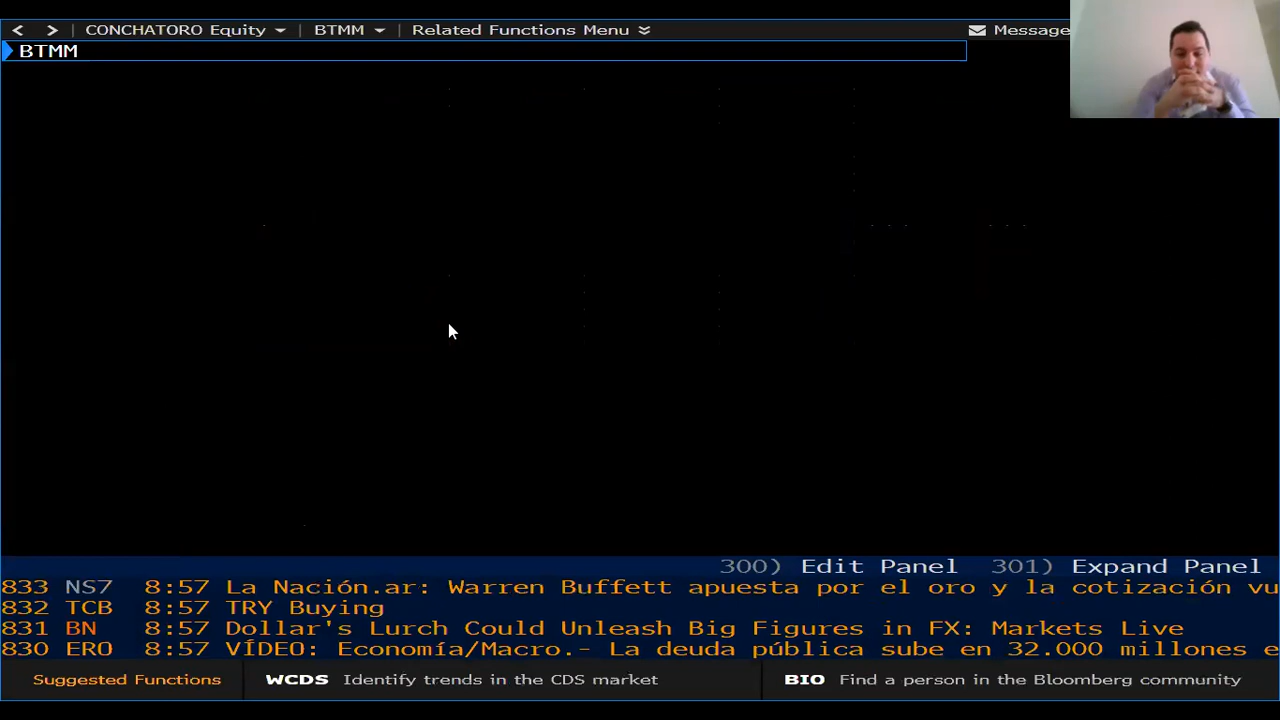 < > CONCHATORO Equity BTMM Related Functions Menu Message
BTMM
300) Edit Panel 301) Expand Panel
833 NS7 8:57 La Nación.ar: Warren Buffett apuesta por el oro y la cotización vu
832 TCB 8:57 TRY Buying
831 BN 8:57 Dollar's Lurch Could Unleash Big Figures in FX: Markets Live
830 ERO 8:57 VÍDEO: Economía/Macro.- La deuda pública sube en 32.000 millones e
Suggested Functions WCDS Identify trends in the CDS market BIO Find a person in the Bloomberg community